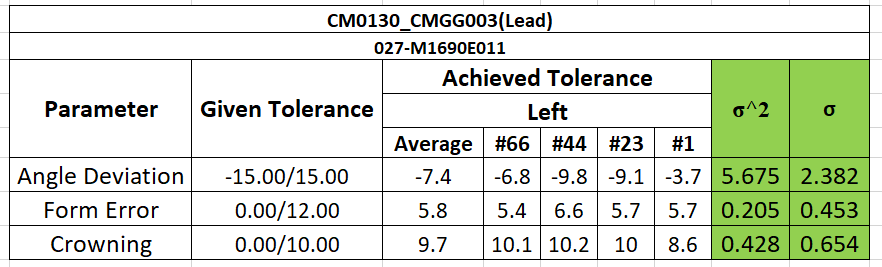 CM0130_CMGG003(Lead)
027-M1690E011
Parameter Given Tolerance Achieved Tolerance σ^2 σ
Left
Average #66 #44 #23 #1
Angle Deviation -15.00/15.00 -7.4 -6.8 -9.8 -9.1 -3.7 5.675 2.382
Form Error 0.00/12.00 5.8 5.4 6.6 5.7 5.7 0.205 0.453
Crowning 0.00/10.00 9.7 10.1 10.2 10 8.6 0.428 0.654